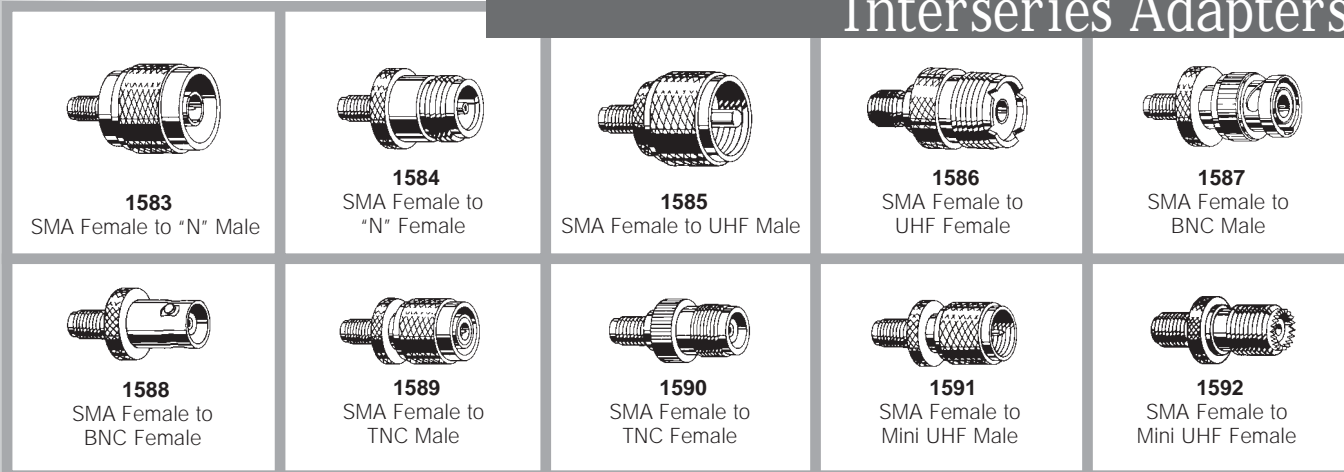 Interseries Adapters
1583
SMA Female to "N" Male
1584
SMA Female to
"N" Female
1585
SMA Female to UHF Male
1586
SMA Female to
UHF Female
1587
SMA Female to
BNC Male
1588
SMA Female to
BNC Female
1589
SMA Female to
TNC Male
1590
SMA Female to
TNC Female
1591
SMA Female to
Mini UHF Male
1592
SMA Female to
Mini UHF Female